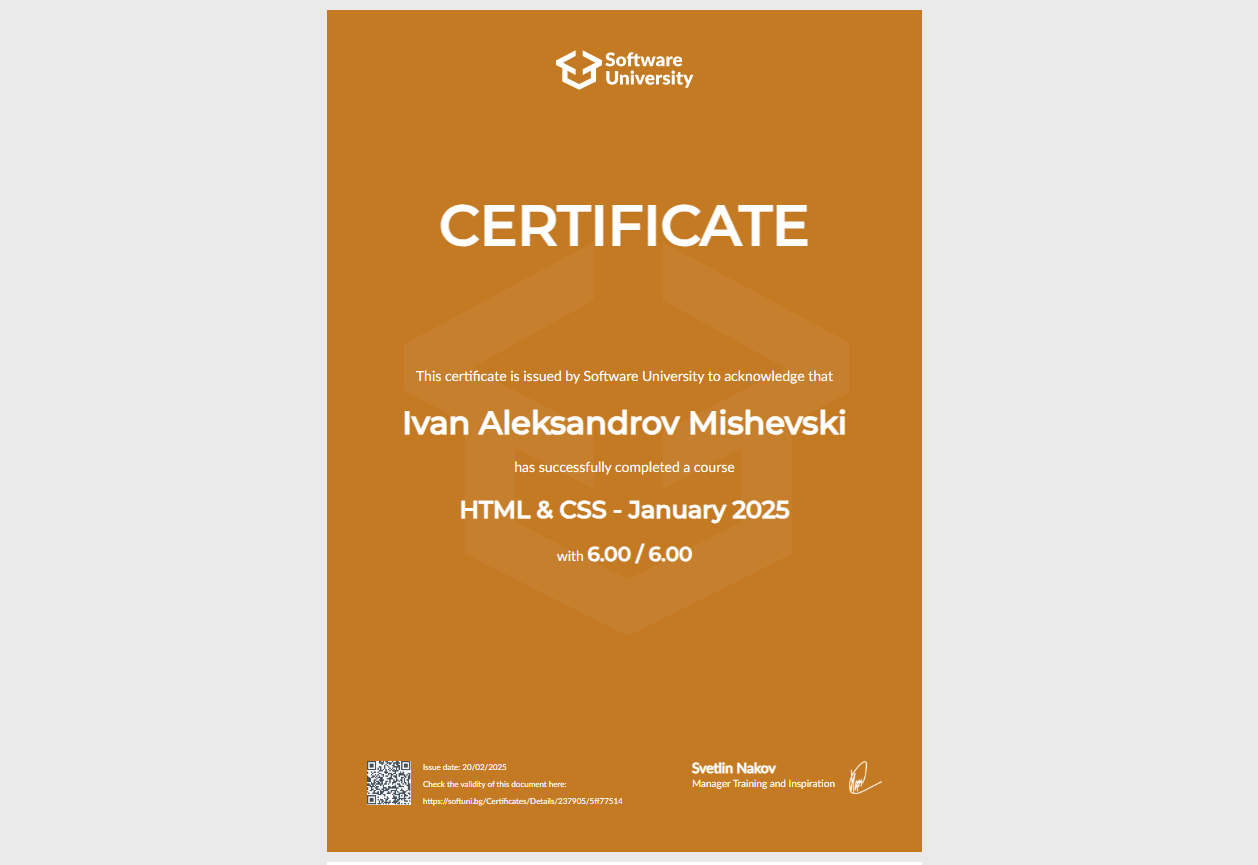 Software
University
CERTIFICATE
This certificate is issued by Software University to acknowledge that
Ivan Aleksandrov Mishevski
has successfully completed a course
HTML & CSS - January 2025
with 6.00 / 6.00
Issue date: 20/02/2025
Check the validity of this document here:
https://softuni.bg/Certificates/Details/237905/5ff77514
Svetlin Nakov
Manager Training and Inspiration